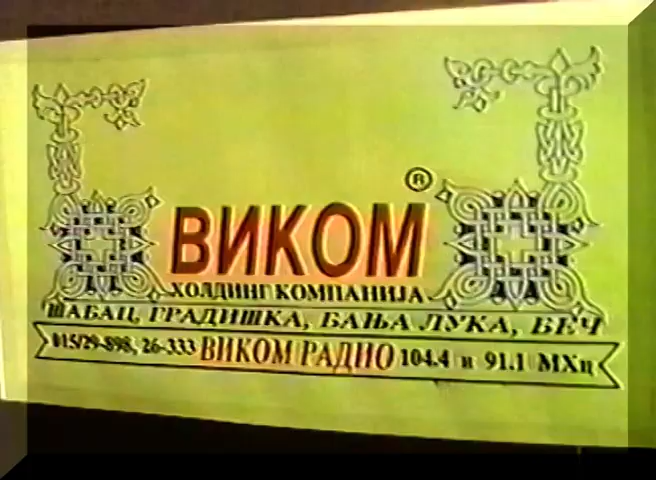 ВИКОМ ®
ХОЛДИНГ КОМПАНИЈА
ШАБАЦ, ГРАДИШКА, БАЊА ЛУКА, БЕЧ
015/29-898, 26-333 ВИКОМ РАДИО 104.4 и 91.1 МХц